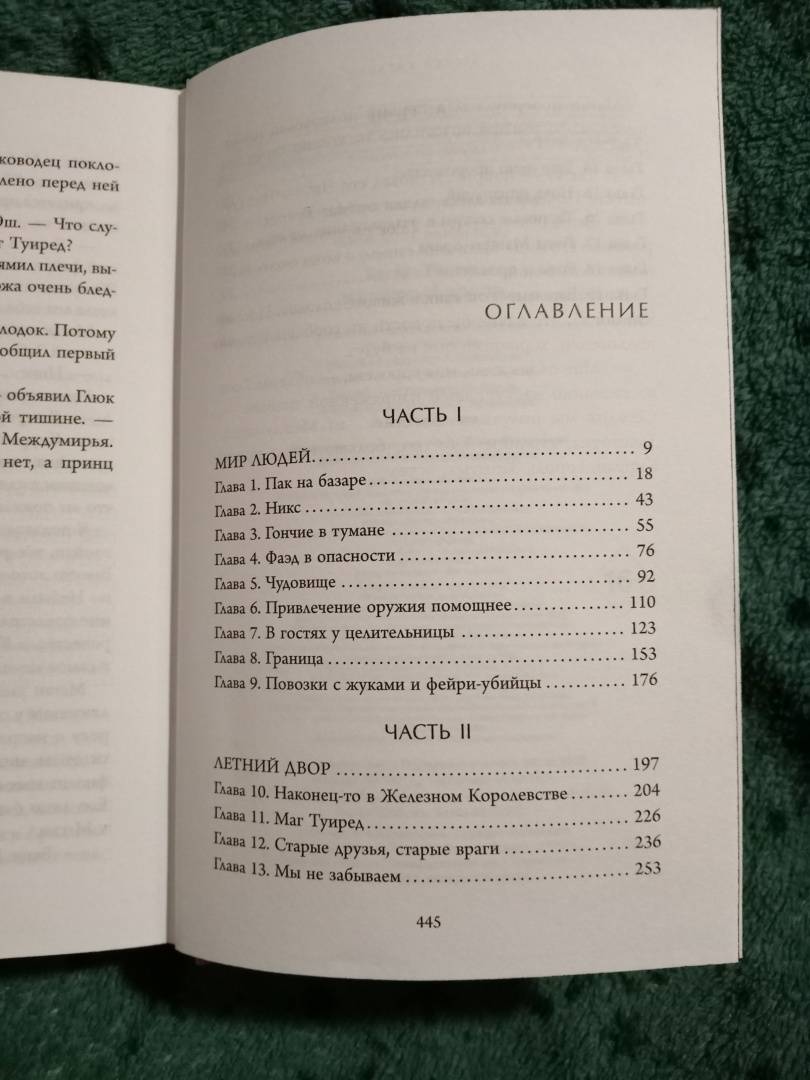 ководец покло-
лено перед ней
Эш. — Что слу-
Туиред?
ямил плечи, вы-
жа очень блед-
лодок. Потому
общил первый
объявил Глюк
й тишине. —
Междумирья.
нет, а принц
ОГЛАВЛЕНИЕ
ЧАСТЬ I
МИР ЛЮДЕЙ 9
Глава 1. Пак на базаре 18
Глава 2. Никс 43
Глава 3. Гончие в тумане 55
Глава 4. Фаэд в опасности 76
Глава 5. Чудовище 92
Глава 6. Привлечение оружия помощнее 110
Глава 7. В гостях у целительницы 123
Глава 8. Граница 153
Глава 9. Повозки с жуками и фейри-убийцы 176
ЧАСТЬ II
ЛЕТНИЙ ДВОР 197
Глава 10. Наконец-то в Железном Королевстве 204
Глава 11. Маг Туиред 226
Глава 12. Старые друзья, старые враги 236
Глава 13. Мы не забываем 253
445